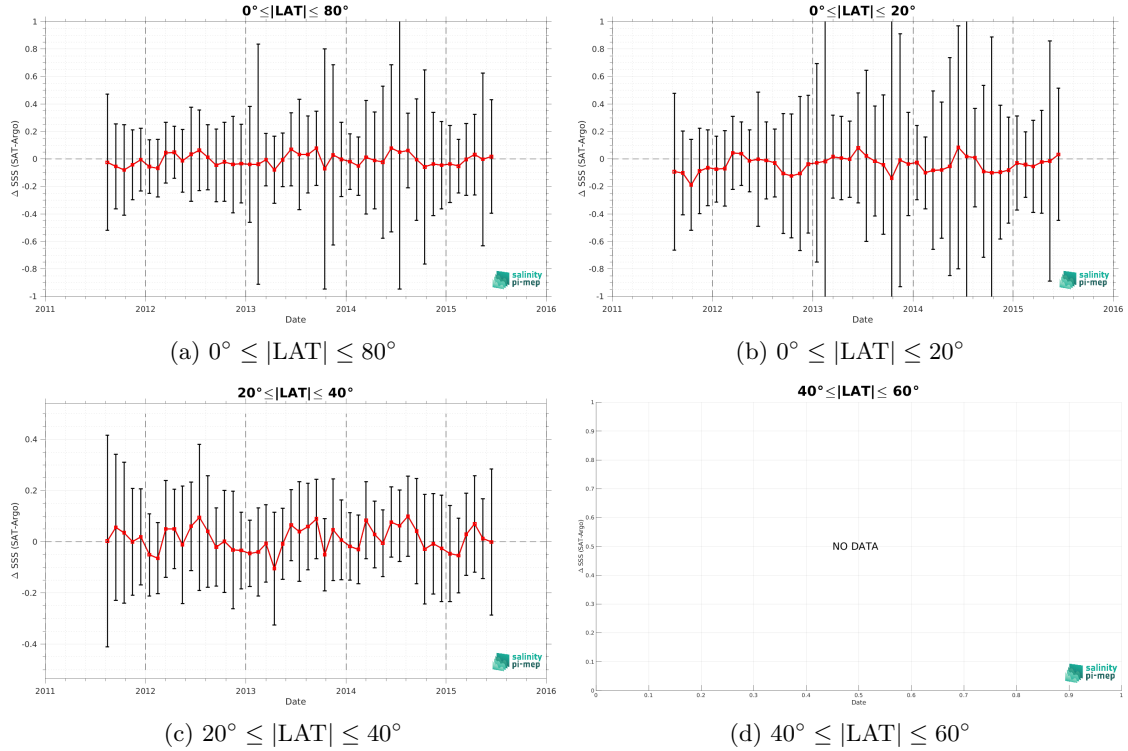 0°≤|LAT|≤ 80°
Δ SSS (SAT-Argo)
1
0.8
0.6
0.4
0.2
0
-0.2
-0.4
-0.6
-0.8
-1
2011
2012
2013
2014
2015
2016
Date
salinity
pi-mep
(a) 0° ≤ |LAT| ≤ 80°
0°≤|LAT|≤ 20°
Δ SSS (SAT-Argo)
1
0.8
0.6
0.4
0.2
0
-0.2
-0.4
-0.6
-0.8
-1
2011
2012
2013
2014
2015
2016
Date
salinity
pi-mep
(b) 0° ≤ |LAT| ≤ 20°
20°≤|LAT|≤ 40°
Δ SSS (SAT-Argo)
0.4
0.2
0
-0.2
-0.4
2011
2012
2013
2014
2015
2016
Date
salinity
pi-mep
(c) 20° ≤ |LAT| ≤ 40°
40°≤|LAT|≤ 60°
Δ SSS (SAT-Argo)
1
0.9
0.8
0.7
0.6
0.5
0.4
0.3
0.2
0.1
0
NO DATA
0
0.1
0.2
0.3
0.4
0.5
0.6
0.7
0.8
0.9
1
Date
salinity
pi-mep
(d) 40° ≤ |LAT| ≤ 60°